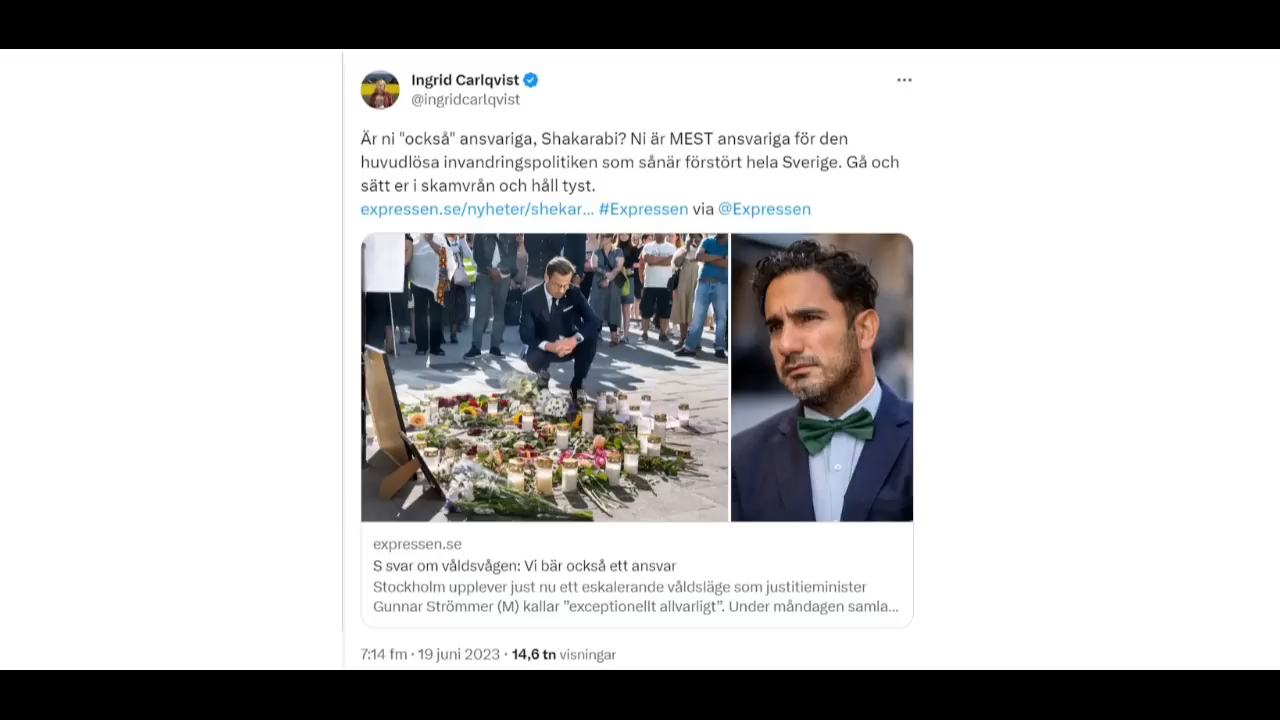 Ingrid Carlqvist
@ingridcarlqvist
Är ni "också" ansvariga, Shakarabi? Ni är MEST ansvariga för den
huvudlösa invandringspolitiken som sånär förstört hela Sverige. Gå och
sätt er i skamvrån och håll tyst.
expressen.se/nyheter/shekar... #Expressen via @Expressen
expressen.se
S svar om våldsvågen: Vi bär också ett ansvar
Stockholm upplever just nu ett eskalerande våldsläge som justitieminister
Gunnar Strömmer (M) kallar ”exceptionellt allvarligt”. Under måndagen samla...
7:14 fm · 19 juni 2023 · 14,6 tn visningar